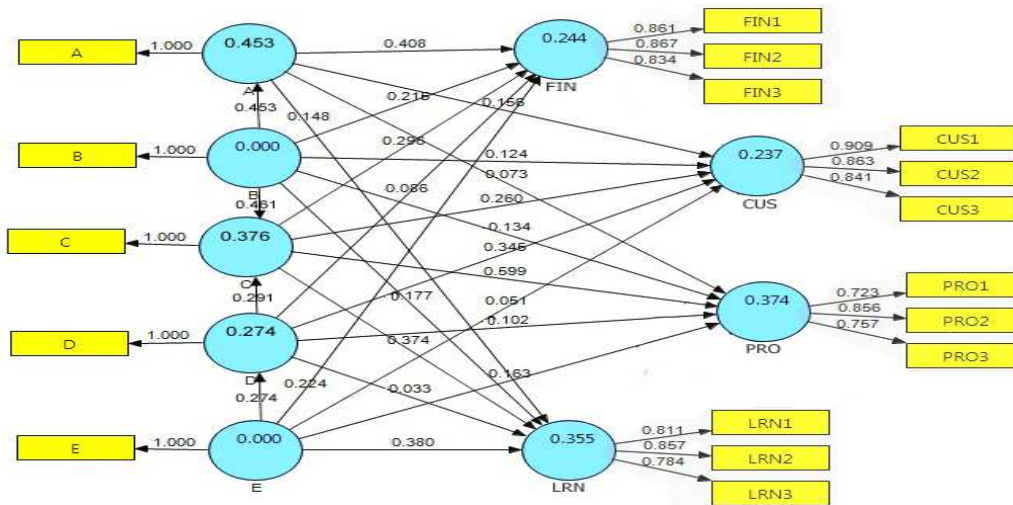 0.453
0.408
0.244
0.861
FIN1
A
1.000
0.867
FIN2
A
FIN
0.834
FIN3
0.453
0.148
0.215
0.156
B
1.000
0.000
0.296
0.124
0.237
0.909
CUS1
0.073
0.863
CUS2
B
0.461
0.086
0.260
CUS
0.841
CUS3
C
1.000
0.376
0.134
0.345
0.599
C
0.291
0.177
0.051
0.374
0.723
PRO1
D
1.000
0.274
0.102
0.856
PRO2
0.374
PRO
0.757
PRO3
D
0.274
0.224
0.033
0.163
E
1.000
0.000
0.380
0.355
0.811
LRN1
0.857
LRN2
E
LRN
0.784
LRN3